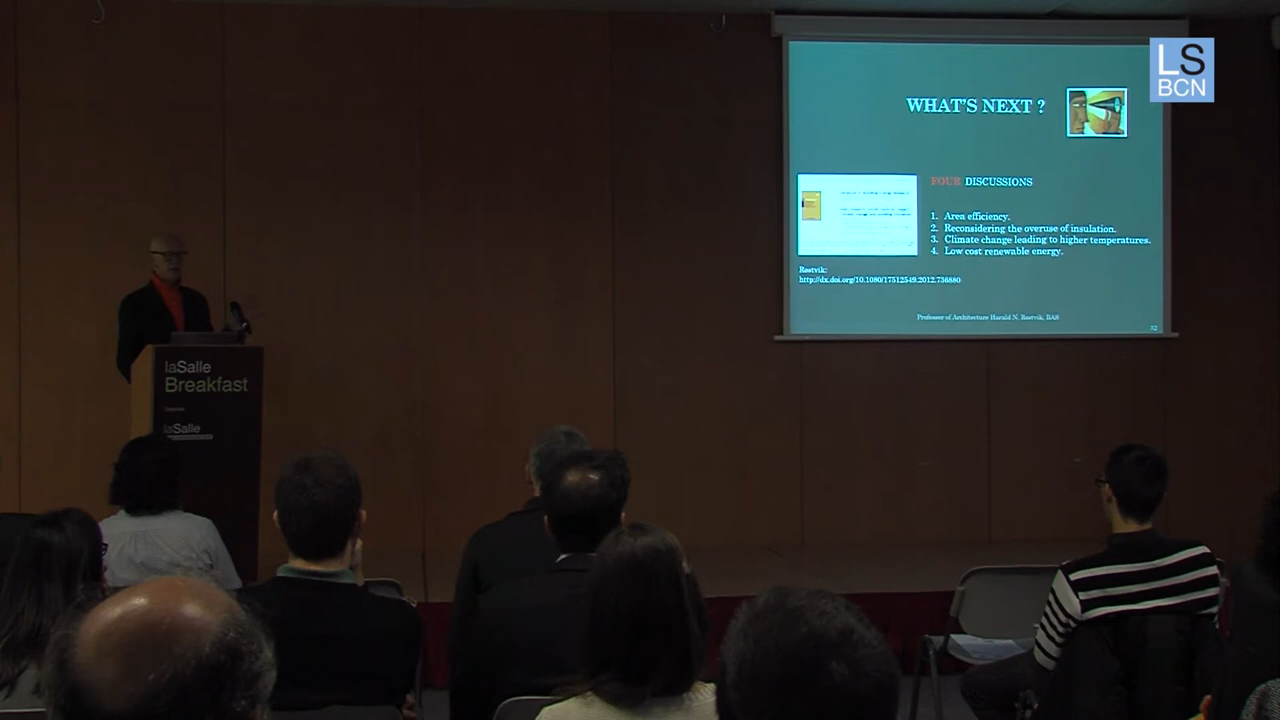 LS
BCN
WHAT'S NEXT ?
FOUR DISCUSSIONS
1. Area efficiency.
2. Reconsidering the overuse of insulation.
3. Climate change leading to higher temperatures.
4. Low cost renewable energy.
Røstvik:
http://dx.doi.org/10.1080/17512549.2012.736880
Professor of Architecture Harald N. Røstvik, BAS
laSalle
Breakfast
laSalle